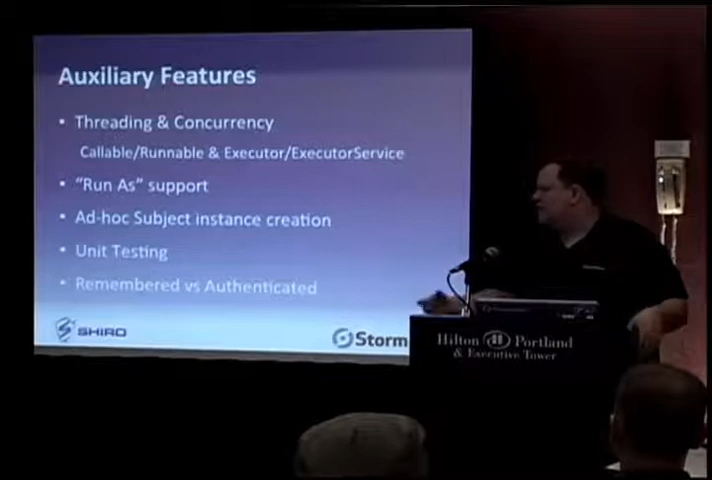 Auxiliary Features
• Threading & Concurrency
Callable/Runnable & Executor/ExecutorService
• "Run As" support
• Ad-hoc Subject instance creation
• Unit Testing
• Remembered vs Authenticated
SHIRO
Storm
Hilton Portland
& Executive Tower